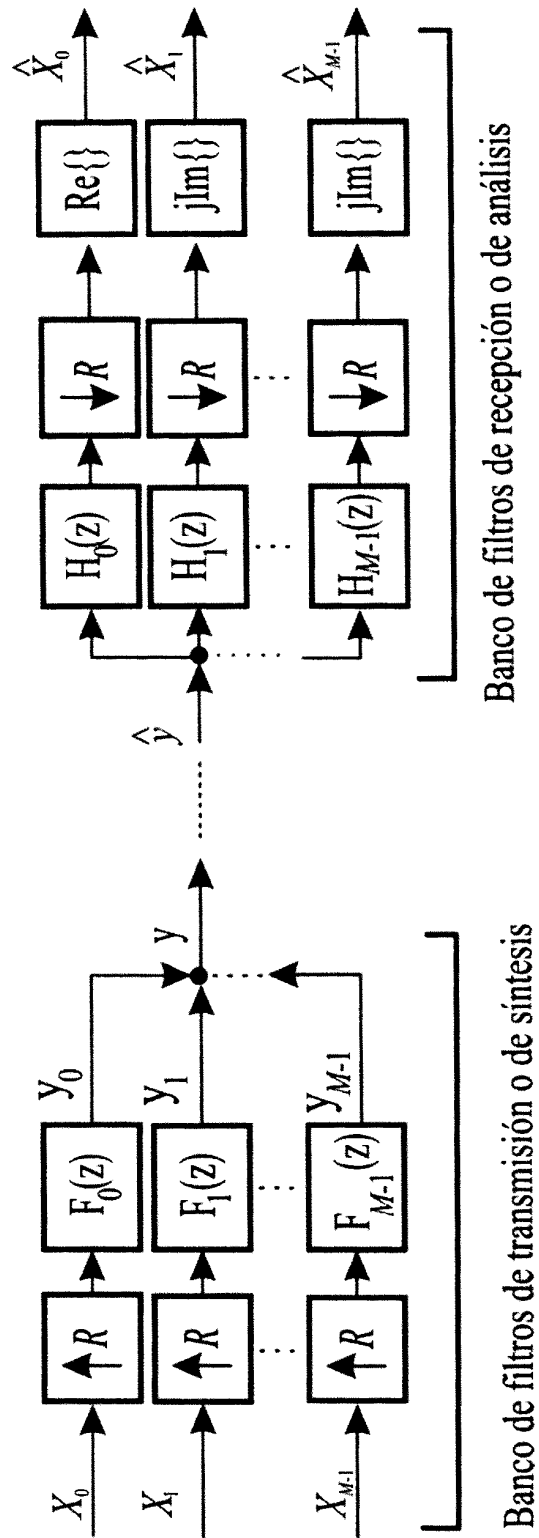 X₀ ↑R F₀(z) y₀
X₁ ↑R F₁(z) y₁
X_{M-1} ↑R F_{M-1}(z) y_{M-1}
y ŷ
H₀(z) ↓R Re{} X̂₀
H₁(z) ↓R jIm{} X̂₁
H_{M-1}(z) ↓R jIm{} X̂_{M-1}
Banco de filtros de transmisión o de síntesis
Banco de filtros de recepción o de análisis